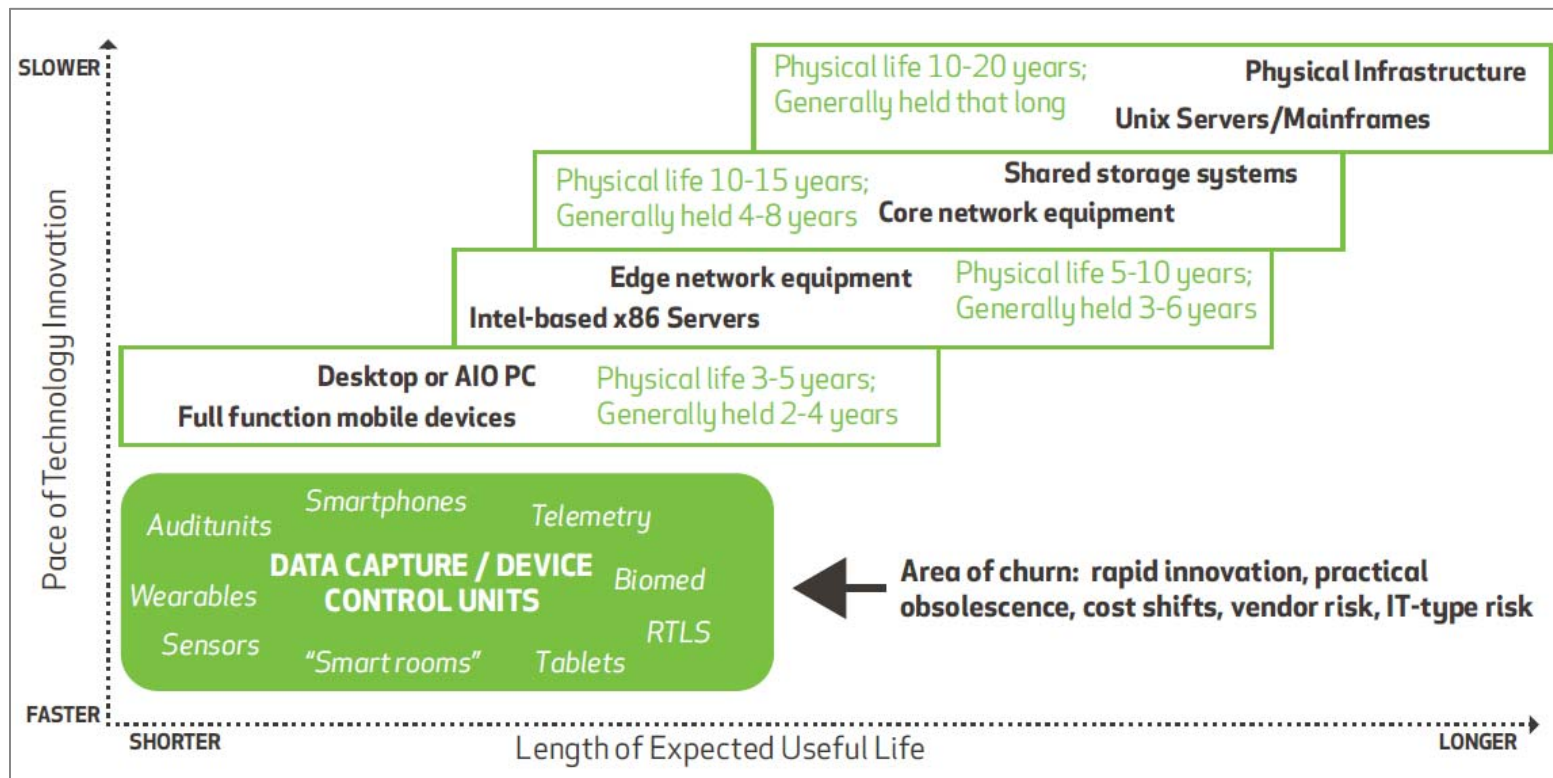 SLOWER
Pace of Technology Innovation
FASTER
Physical life 10-20 years;
Generally held that long
Physical Infrastructure
Unix Servers/Mainframes
Physical life 10-15 years;
Generally held 4-8 years
Shared storage systems
Core network equipment
Edge network equipment
Intel-based x86 Servers
Physical life 5-10 years;
Generally held 3-6 years
Desktop or AIO PC
Full function mobile devices
Physical life 3-5 years;
Generally held 2-4 years
Smartphones
Telemetry
Auditunits
DATA CAPTURE / DEVICE
CONTROL UNITS
Biomed
Wearables
RTLS
Sensors
“Smart rooms”
Tablets
Area of churn: rapid innovation, practical
obsolescence, cost shifts, vendor risk, IT-type risk
SHORTER
Length of Expected Useful Life
LONGER